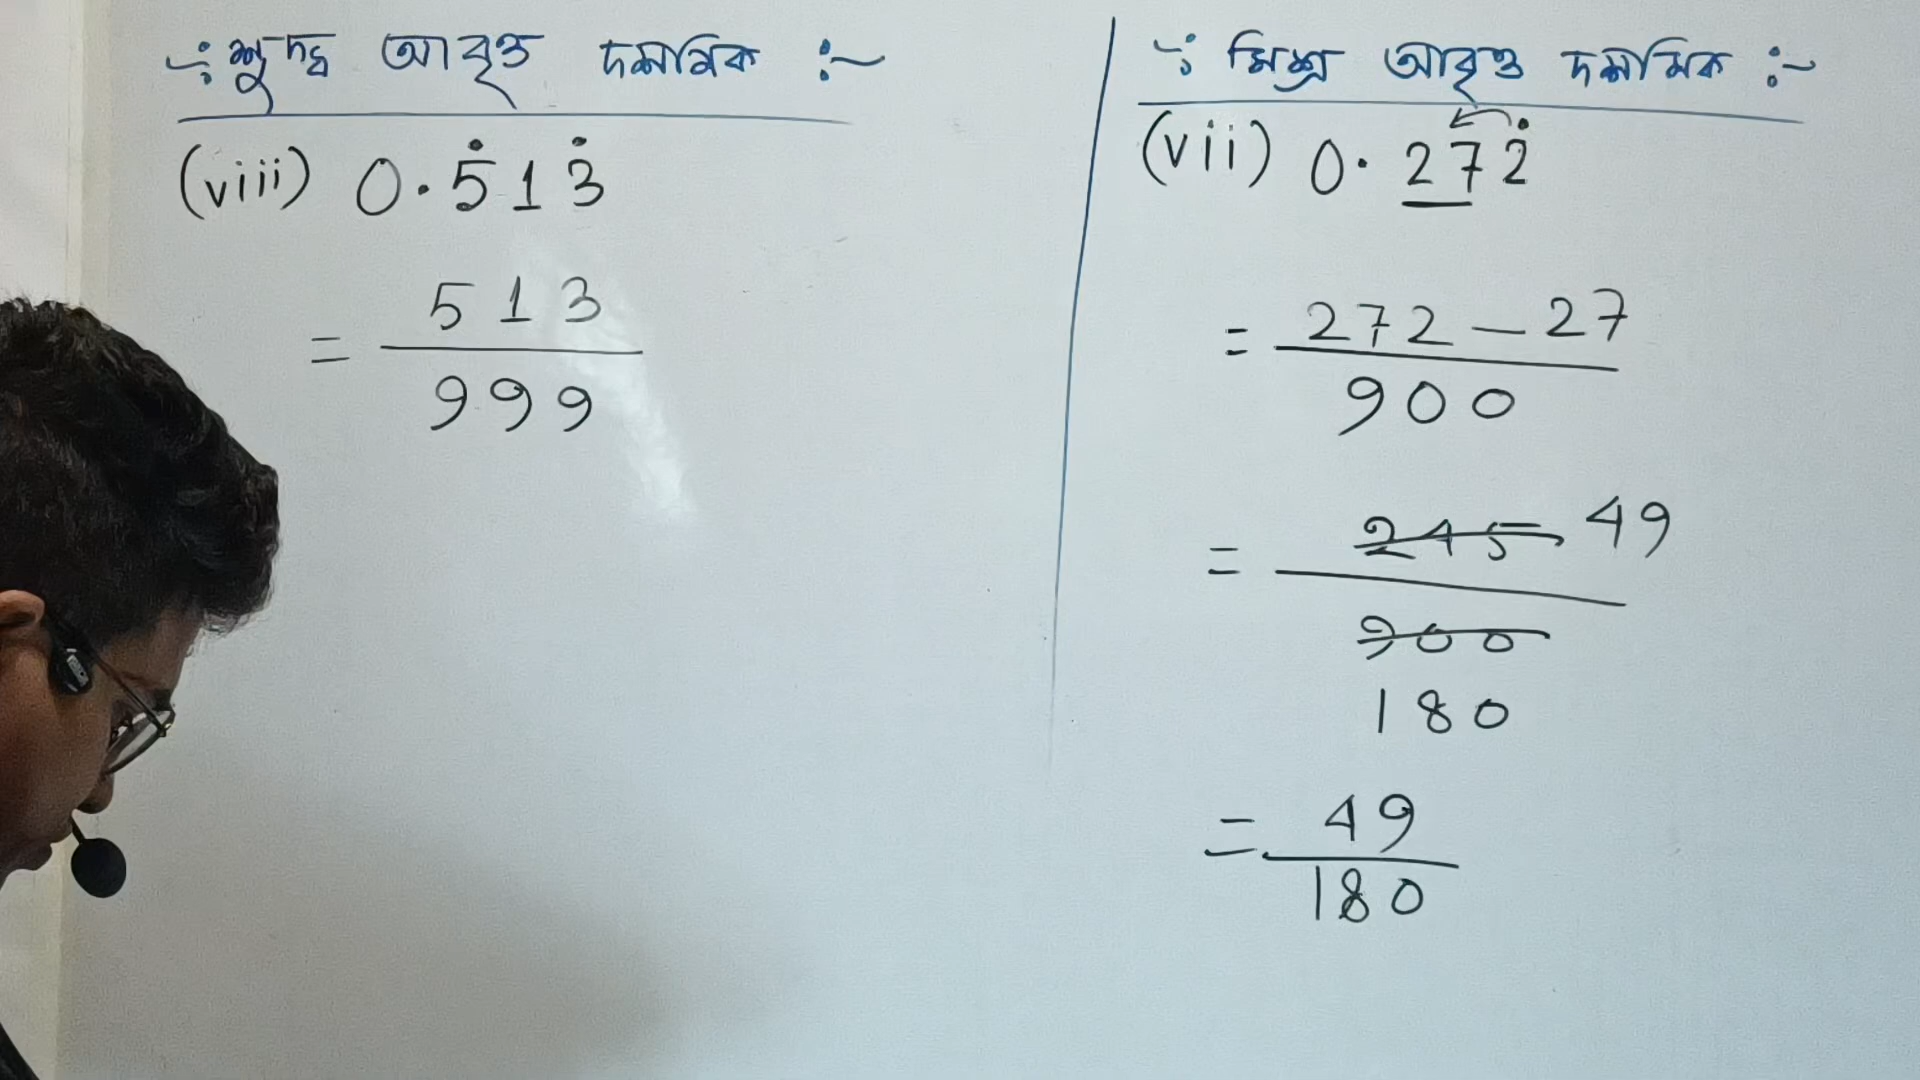 শুদ্ধ আবৃত্ত দশমিক :~
(viii) 0.5̇13̇
= 513
999
মিশ্র আবৃত্ত দশমিক :~
(vii) 0.272̇
= 272 — 27
900
= 245 49
900
180
= 49
180